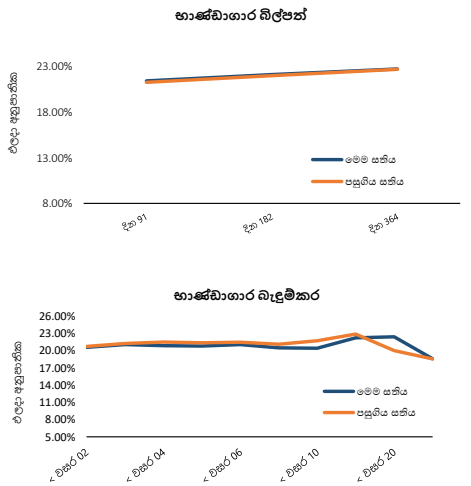 භාණ්ඩාගාර බිල්පත්
ඵලදා අනුපාතික
23.00%
18.00%
13.00%
8.00%
මෙම සතිය
පසුගිය සතිය
දින 91
දින 182
දින 364
භාණ්ඩාගාර බැඳුම්කර
ඵලදා අනුපාතික
26.00%
23.00%
20.00%
17.00%
14.00%
11.00%
8.00%
5.00%
මෙම සතිය
පසුගිය සතිය
වසර 02
වසර 04
වසර 06
වසර 10
වසර 20